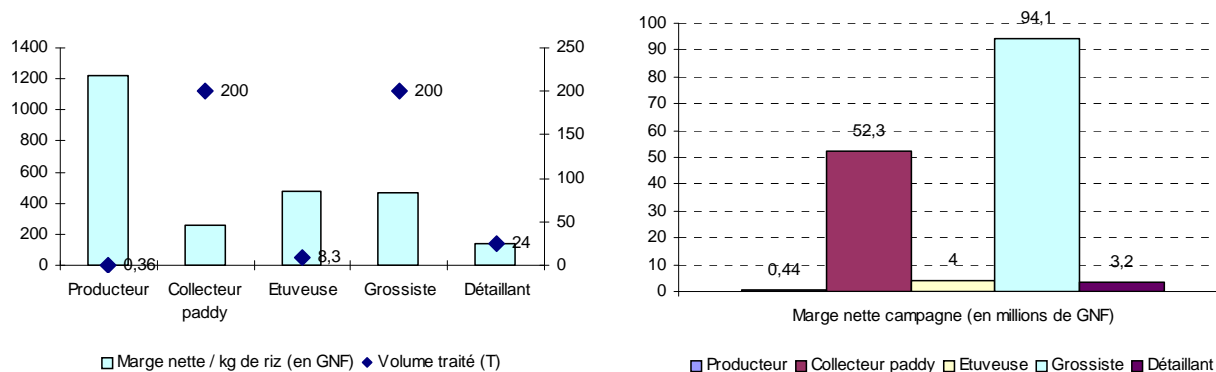 1400
1200
1000
800
600
400
200
0
250
200
150
100
50
0
200
200
0,36
8,3
24
Producteur
Collecteur
paddy
Etuveuse
Grossiste
Détaillant
Marge nette / kg de riz (en GNF)
Volume traité (T)
100
90
80
70
60
50
40
30
20
10
0
94,1
52,3
0,44
4
3,2
Marge nette campagne (en millions de GNF)
Producteur
Collecteur paddy
Etuveuse
Grossiste
Détaillant